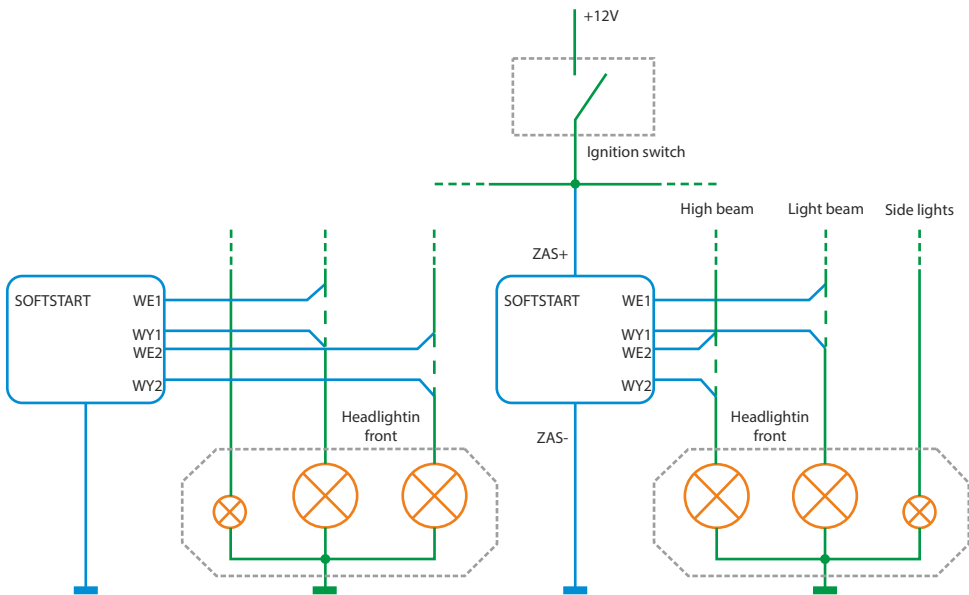 +12V
Ignition switch
High beam
Light beam
Side lights
ZAS+
SOFTSTART
WE1
WY1
WE2
WY2
Headlightin
front
SOFTSTART
WE1
WY1
WE2
WY2
ZAS-
Headlightin
front